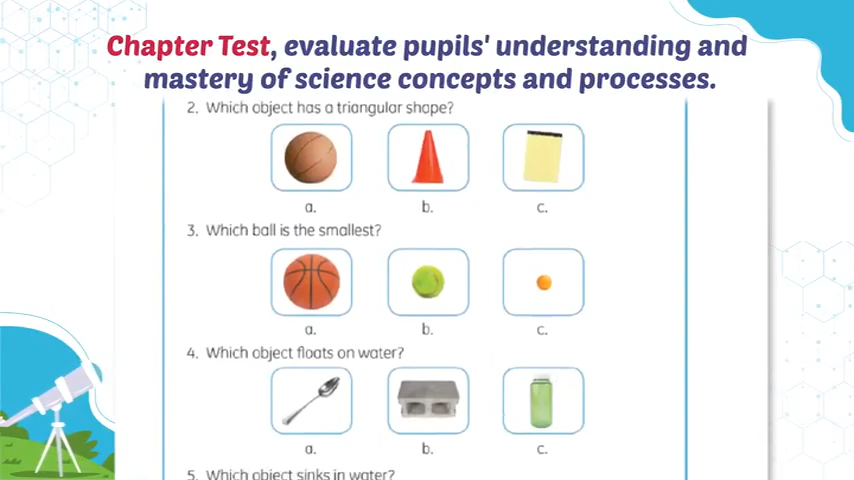 Chapter Test, evaluate pupils' understanding and
mastery of science concepts and processes.
2. Which object has a triangular shape?
a. b. c.
3. Which ball is the smallest?
a. b. c.
4. Which object floats on water?
a. b. c.
5. Which object sinks in water?